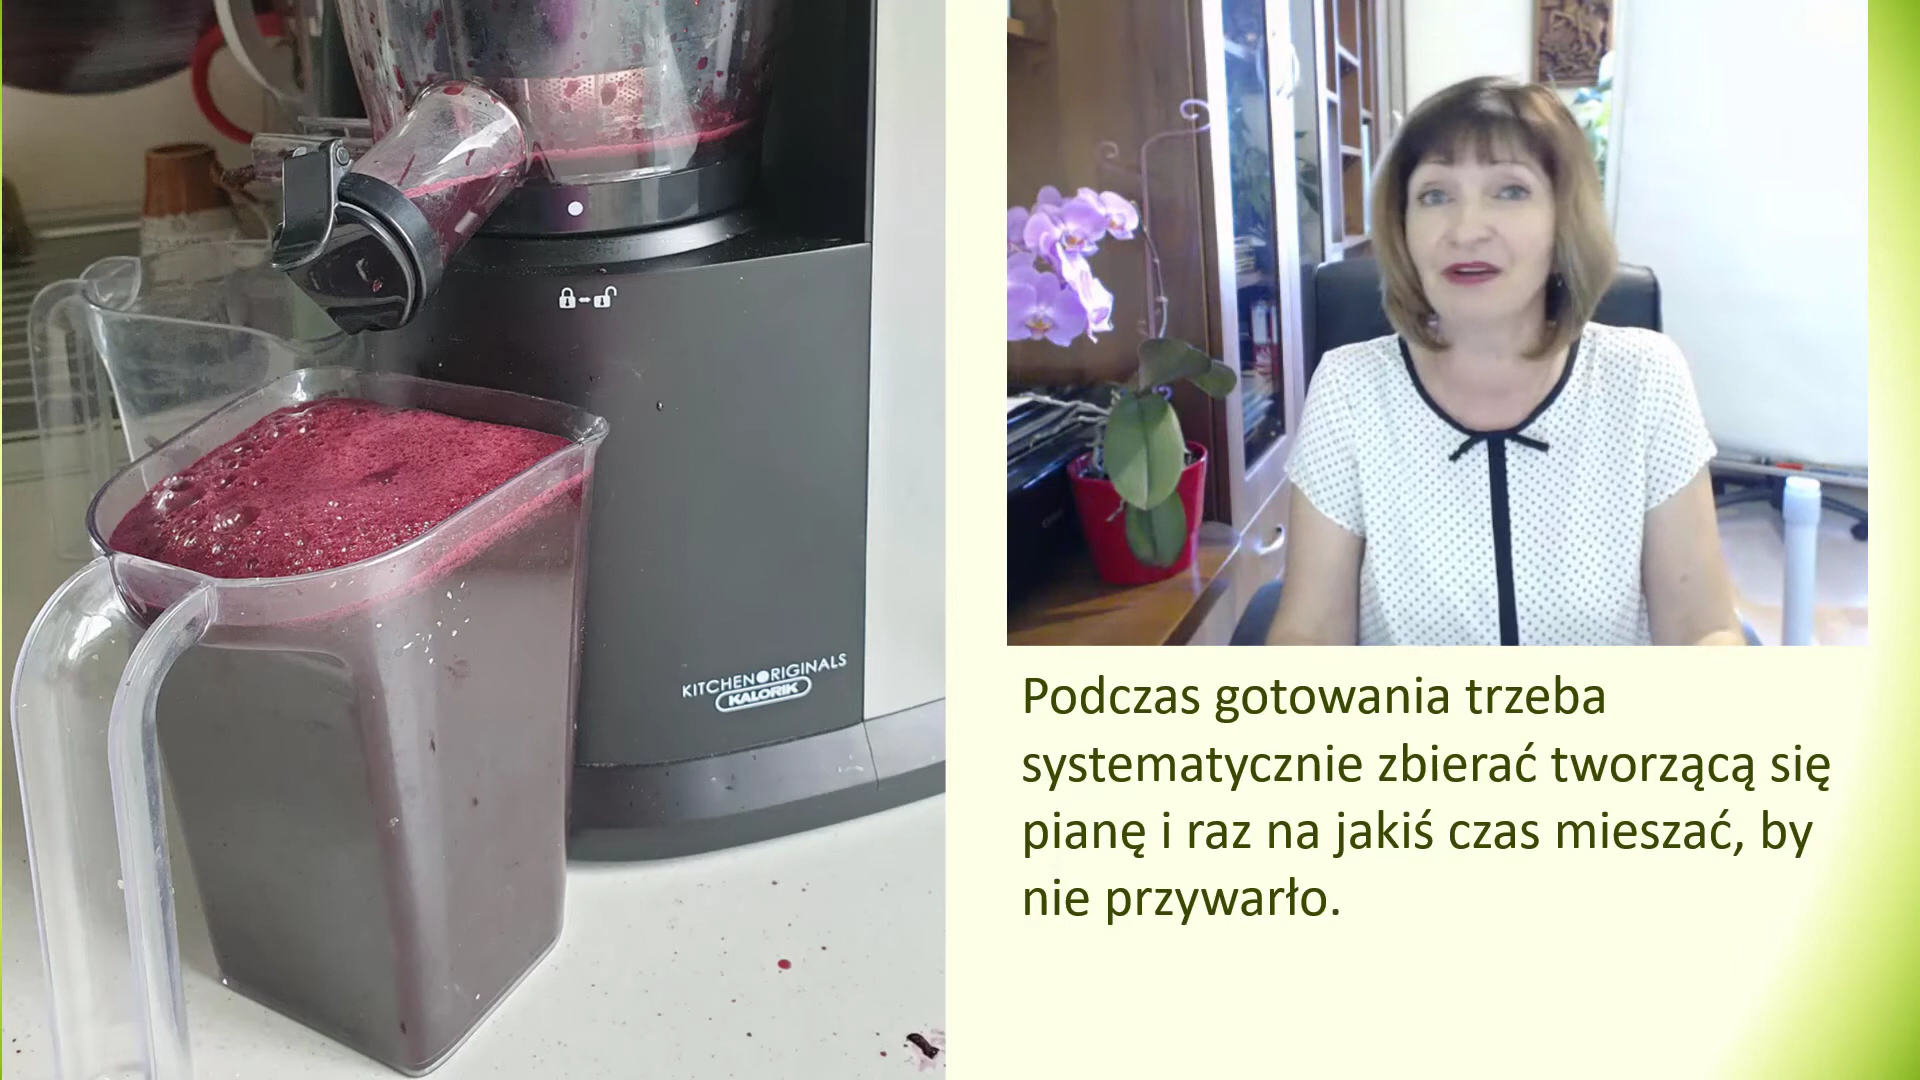 KITCHEN ORIGINALS
KALORIK
Podczas gotowania trzeba
systematycznie zbierać tworzącą się
pianę i raz na jakiś czas mieszać, by
nie przywarło.